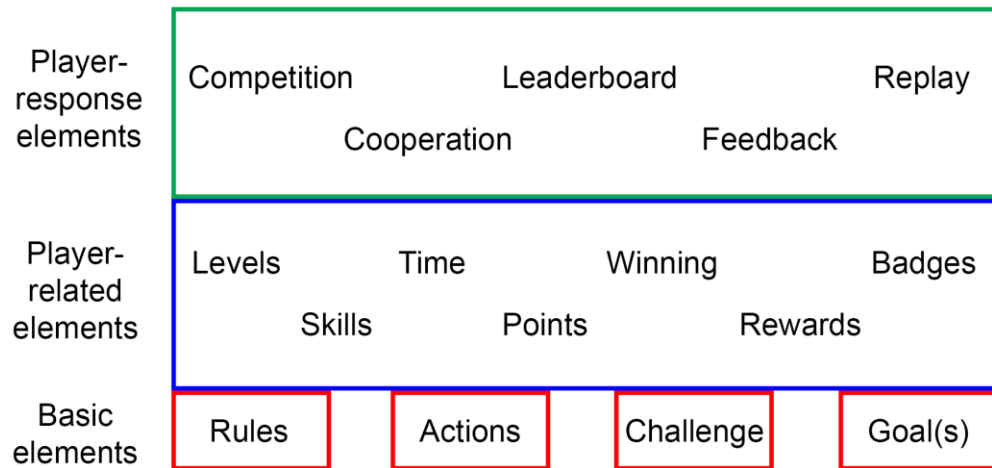 Player-
response
elements
Competition Leaderboard Replay
Cooperation Feedback
Player-
related
elements
Levels Time Winning Badges
Skills Points Rewards
Basic
elements
Rules Actions Challenge Goal(s)